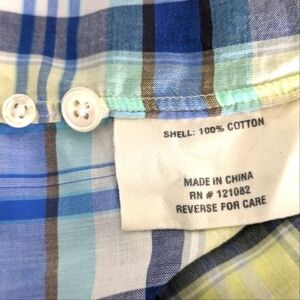 SHELL: 100% COTTON
MADE IN CHINA
RN # 121082
REVERSE FOR CARE